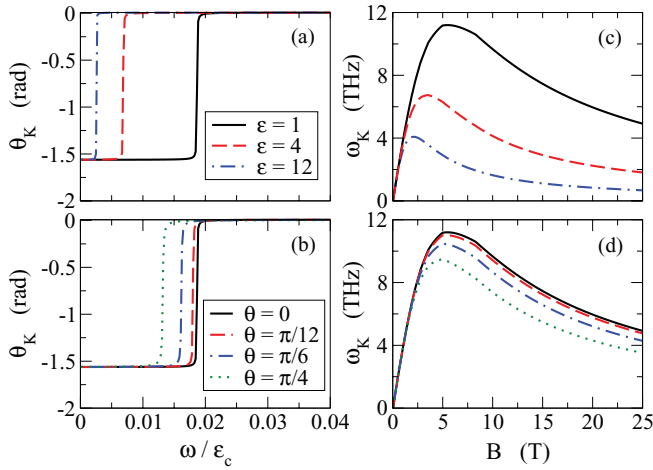 0
-0.5
-1
-1.5
-2
θK (rad)
(a)
ε = 1
ε = 4
ε = 12
12
8
4
0
ωK (THz)
(c)
0
-0.5
-1
-1.5
-2
θK (rad)
(b)
θ = 0
θ = π/12
θ = π/6
θ = π/4
0 0.01 0.02 0.03 0.04
ω / εc
12
8
4
0
ωK (THz)
(d)
0 5 10 15 20 25
B (T)